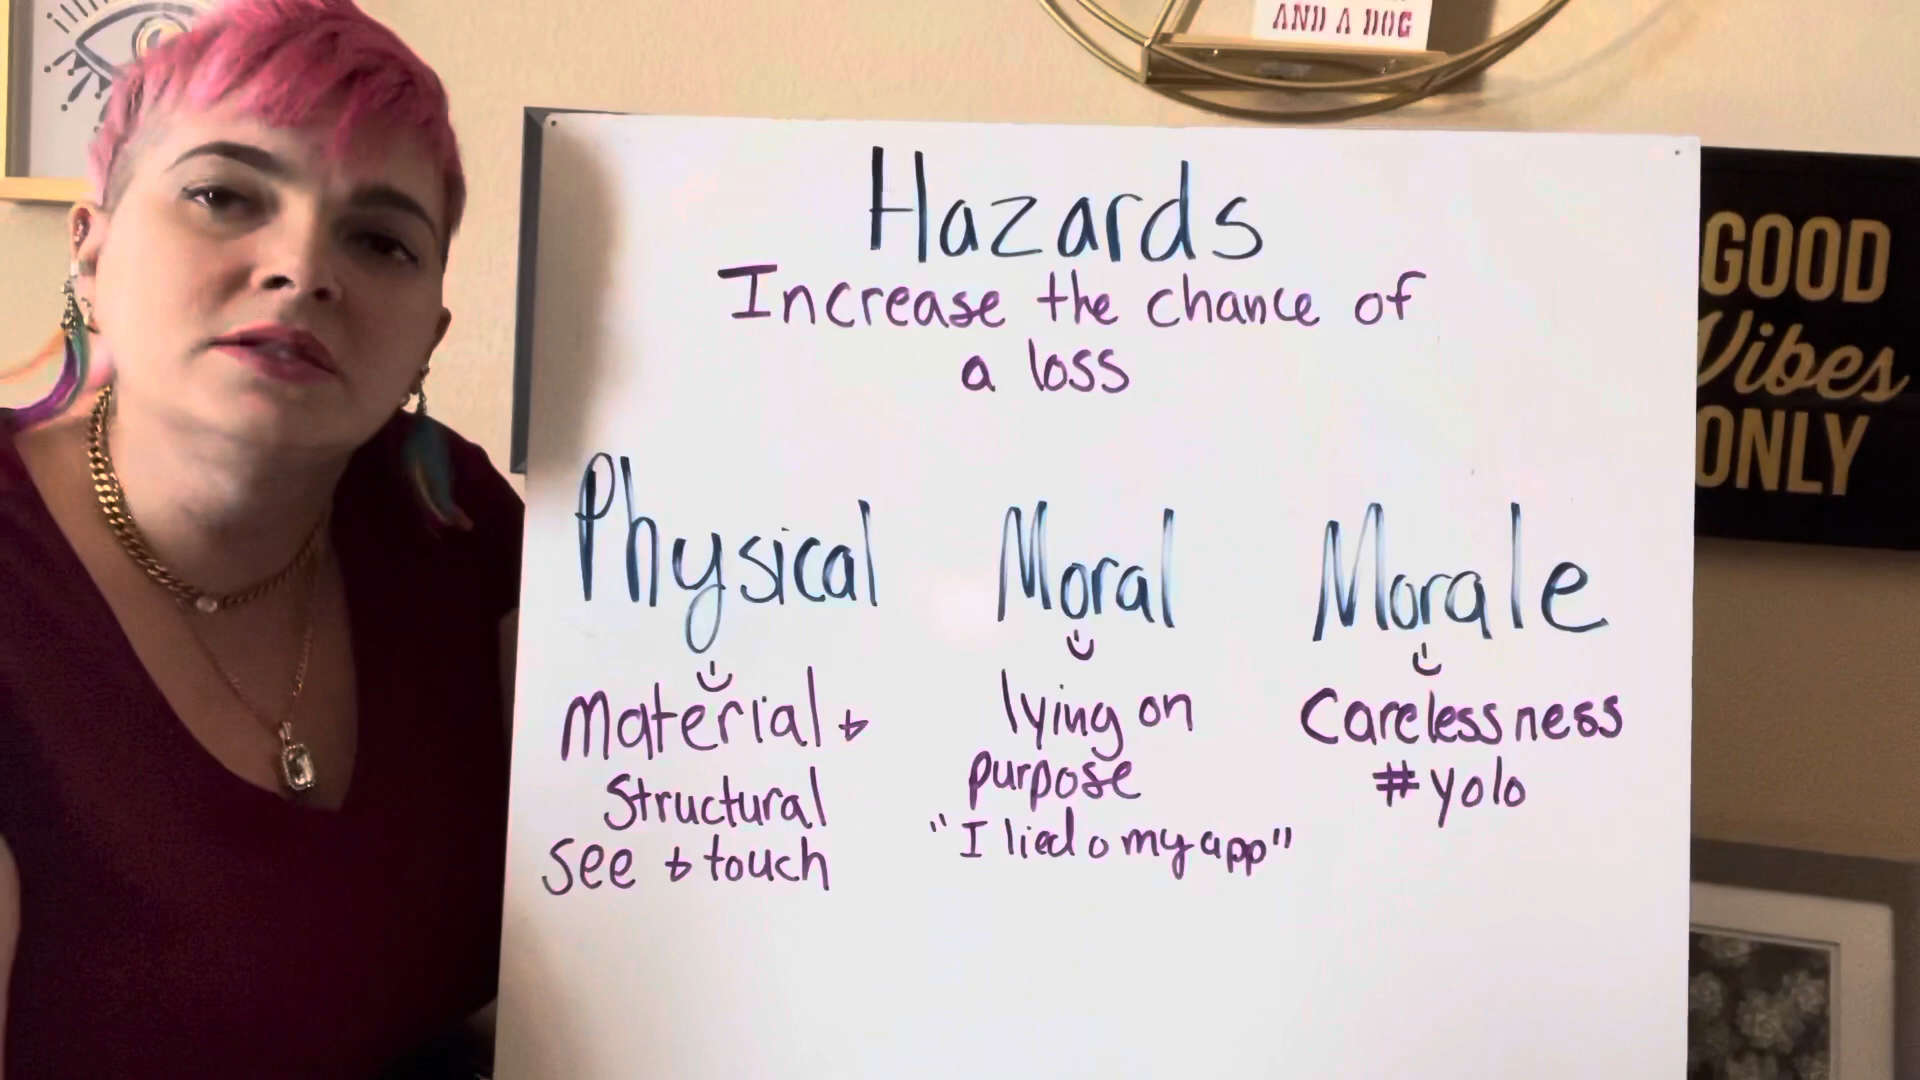 AND A DOG
Hazards
Increase the chance of
a loss
GOOD
Vibes
ONLY
Physical
Material &
Structural
See & touch
Moral
lying on
purpose
"I lied o my app"
Morale
Carelessness
#yolo